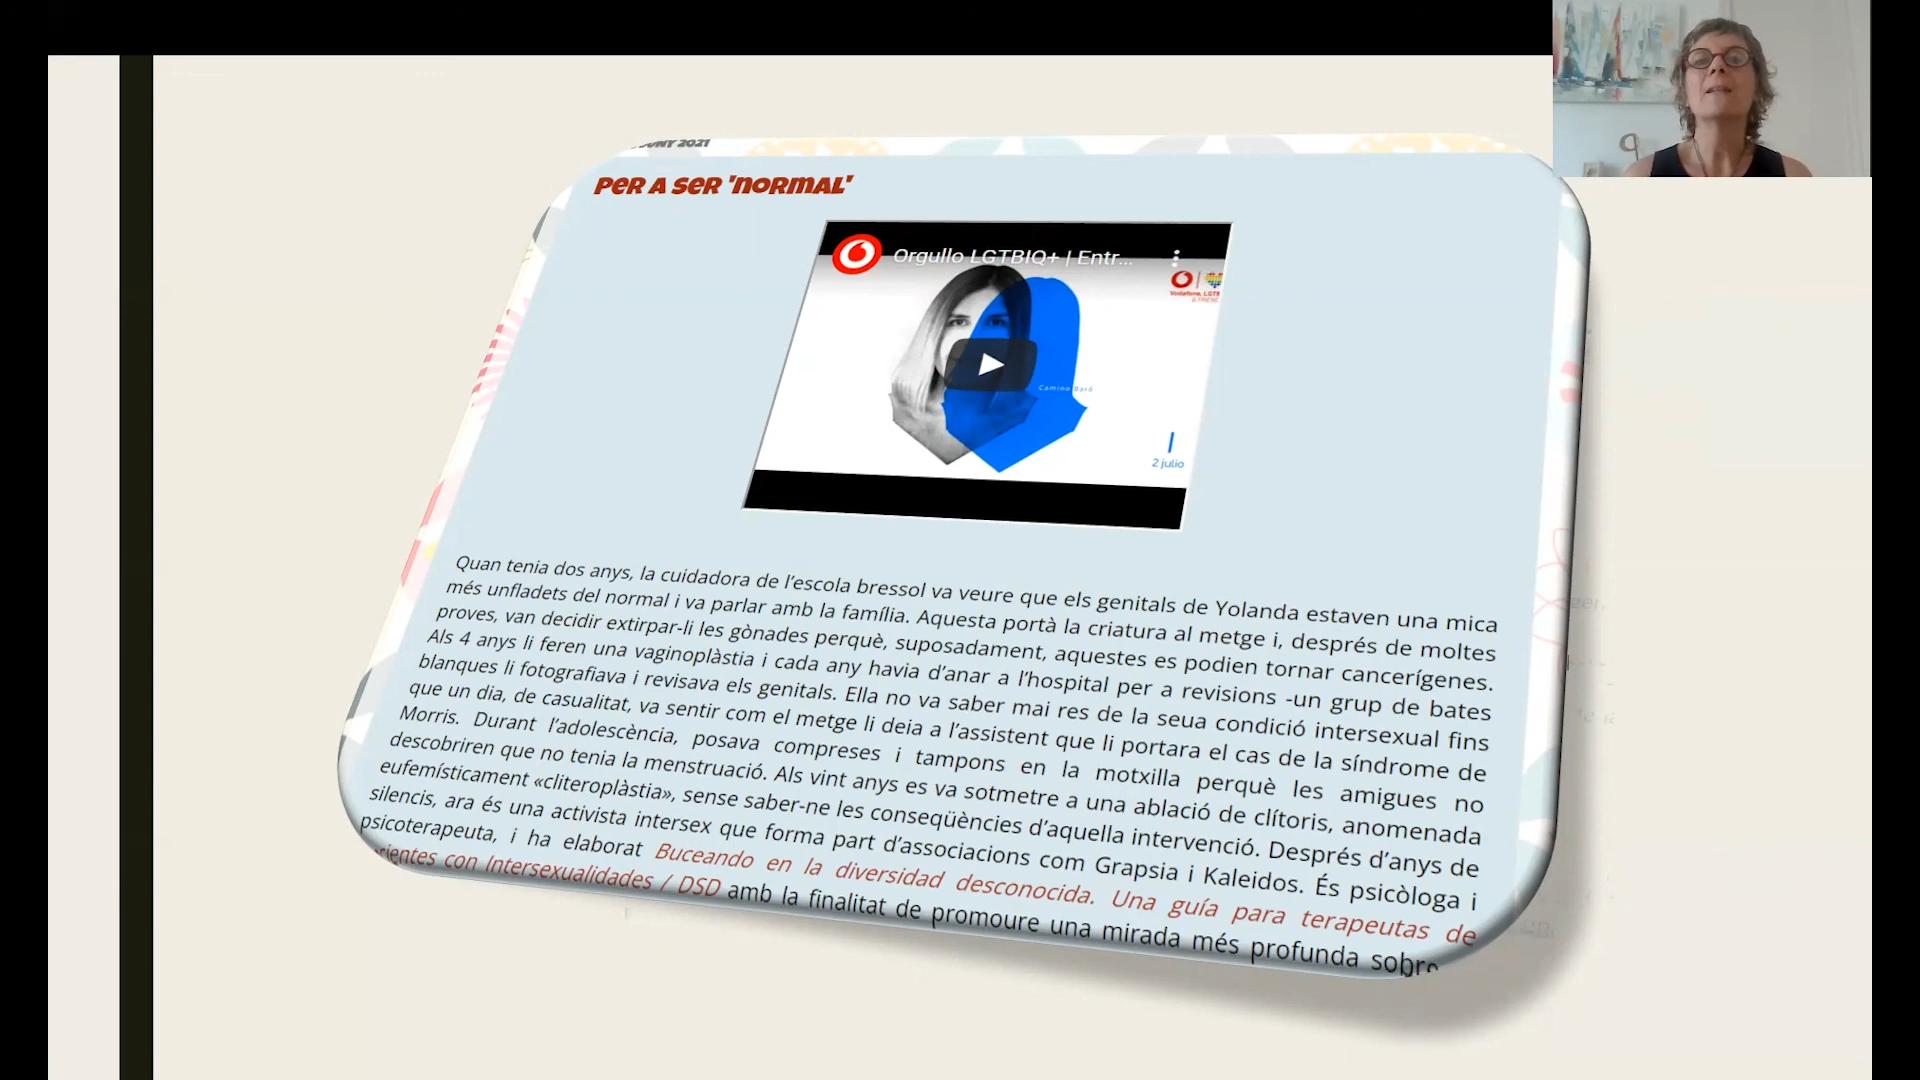 JUNY 2021
PER A SER 'NORMAL'
Orgullo LGTBIQ+ | Entr...
Vodafone, LGTB
& FRIENDS
Camino Baró
2 julio
Quan tenia dos anys, la cuidadora de l'escola bressol va veure que els genitals de Yolanda estaven una mica
més unfladets del normal i va parlar amb la família. Aquesta portà la criatura al metge i, després de moltes
proves, van decidir extirpar-li les gònades perquè, suposadament, aquestes es podien tornar cancerígenes.
Als 4 anys li feren una vaginoplàstia i cada any havia d'anar a l'hospital per a revisions -un grup de bates
blanques li fotografiava i revisava els genitals. Ella no va saber mai res de la seua condició intersexual fins
que un dia, de casualitat, va sentir com el metge li deia a l'assistent que li portara el cas de la síndrome de
Morris. Durant l'adolescència, posava compreses i tampons en la motxilla perquè les amigues no
descobriren que no tenia la menstruació. Als vint anys es va sotmetre a una ablació de clítoris, anomenada
eufemísticament «cliteroplàstia», sense saber-ne les conseqüències d'aquella intervenció. Després d'anys de
silencis, ara és una activista intersex que forma part d'associacions com Grapsia i Kaleidos. És psicòloga i
psicoterapeuta, i ha elaborat Buceando en la diversidad desconocida. Una guía para terapeutas de
con Intersexualidades / DSD amb la finalitat de promoure una mirada més profunda sobre